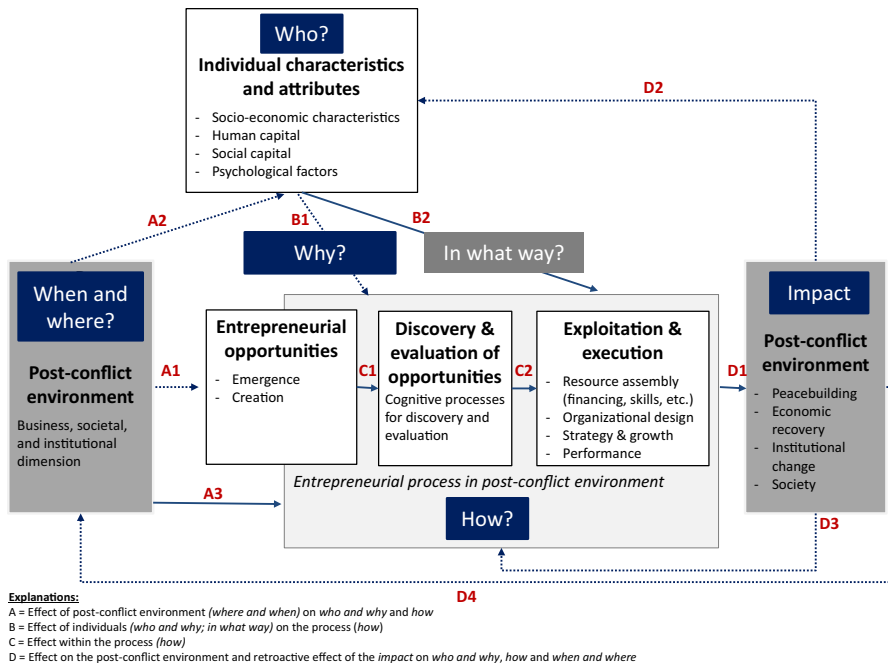 Who?
Individual characteristics
and attributes
- Socio-economic characteristics
- Human capital
- Social capital
- Psychological factors
D2
A2
B1
B2
Why?
In what way?
When and
where?
Post-conflict
environment
Business, societal,
and institutional
dimension
A1
A3
Entrepreneurial
opportunities
- Emergence
- Creation
C1
Discovery &
evaluation of
opportunities
Cognitive processes
for discovery and
evaluation
C2
Exploitation &
execution
- Resource assembly
(financing, skills, etc.)
- Organizational design
- Strategy & growth
- Performance
Entrepreneurial process in post-conflict environment
How?
D1
Impact
Post-conflict
environment
- Peacebuilding
- Economic
recovery
- Institutional
change
- Society
D3
D4
Explanations:
A = Effect of post-conflict environment (where and when) on who and why and how
B = Effect of individuals (who and why; in what way) on the process (how)
C = Effect within the process (how)
D = Effect on the post-conflict environment and retroactive effect of the impact on who and why, how and when and where